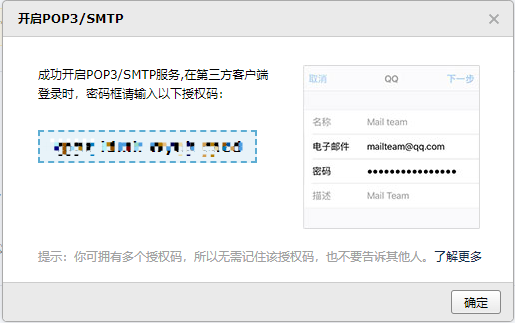 开启POP3/SMTP
成功开启POP3/SMTP服务,在第三方客户端
登录时，密码框请输入以下授权码：
取消 QQ 下一步
名称 Mail team
电子邮件 mailteam@qq.com
密码 ●●●●●●●●●●●●●●●●
描述 Mail Team
提示：你可拥有多个授权码，所以无需记住该授权码，也不要告诉其他人。了解更多
确定